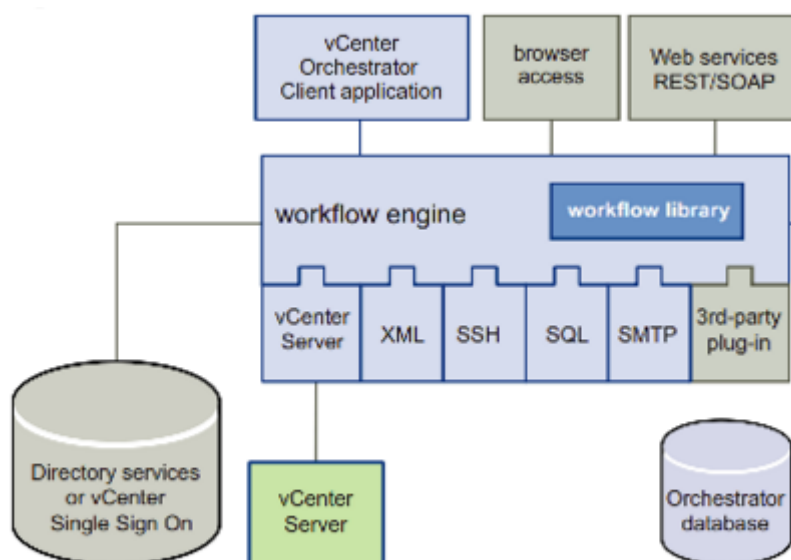 vCenter
Orchestrator
Client application
browser
access
Web services
REST/SOAP
workflow engine
workflow library
vCenter
Server
XML
SSH
SQL
SMTP
3rd-party
plug-in
Directory services
or vCenter
Single Sign On
vCenter
Server
Orchestrator
database